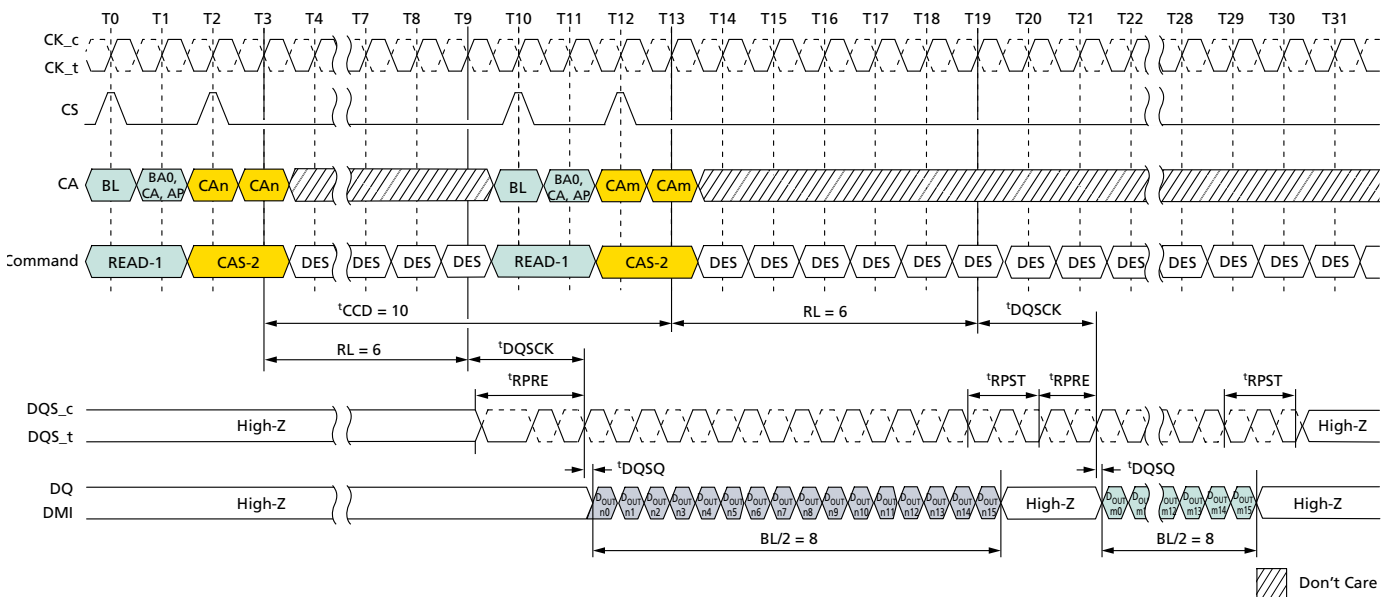 T0 T1 T2 T3 T4 T7 T8 T9 T10 T11 T12 T13 T14 T15 T16 T17 T18 T19 T20 T21 T22 T28 T29 T30 T31
CK_c
CK_t
CS
CA BL BA0, CA, AP CAn CAn BL BA0, CA, AP CAm CAm
Command READ-1 CAS-2 DES DES DES DES READ-1 CAS-2 DES DES DES DES DES DES DES DES DES DES DES DES DES
tCCD = 10 RL = 6 tDQSCK
RL = 6 tDQSCK
tRPRE tRPST tRPRE tRPST
DQS_c
DQS_t High-Z High-Z
tDQSQ tDQSQ
DQ
DMI High-Z DOUT n0 DOUT n1 DOUT n2 DOUT n3 DOUT n4 DOUT n5 DOUT n6 DOUT n7 DOUT n8 DOUT n9 DOUT n10 DOUT n11 DOUT n12 DOUT n13 DOUT n14 DOUT n15 High-Z DOUT m0 DOUT m1 DOUT m12 DOUT m13 DOUT m14 DOUT m15 High-Z
BL/2 = 8 BL/2 = 8
Don't Care